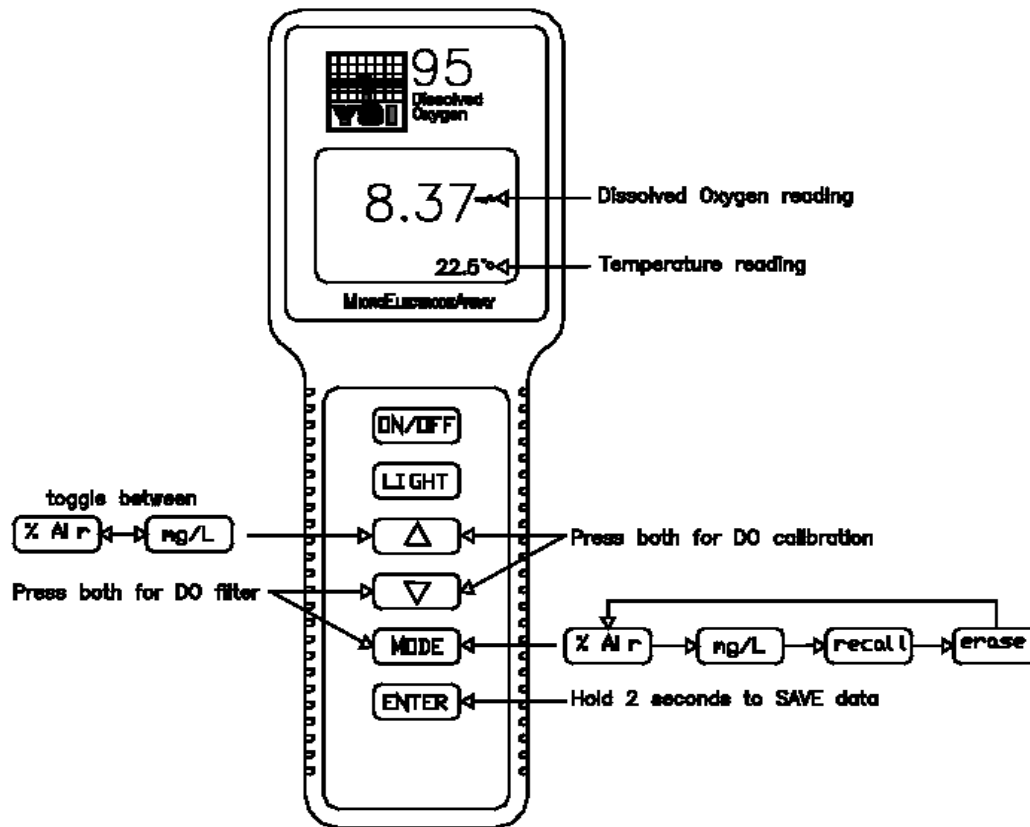 95
Dissolved
Oxygen
YSI
8.37
Dissolved Oxygen reading
22.5°
Temperature reading
MicroElectrodeArray
ON/OFF
LIGHT
toggle between
% AIr
mg/L
Press both for DO calibration
Press both for DO filter
MODE
% AIr
mg/L
recall
erase
ENTER
Hold 2 seconds to SAVE data